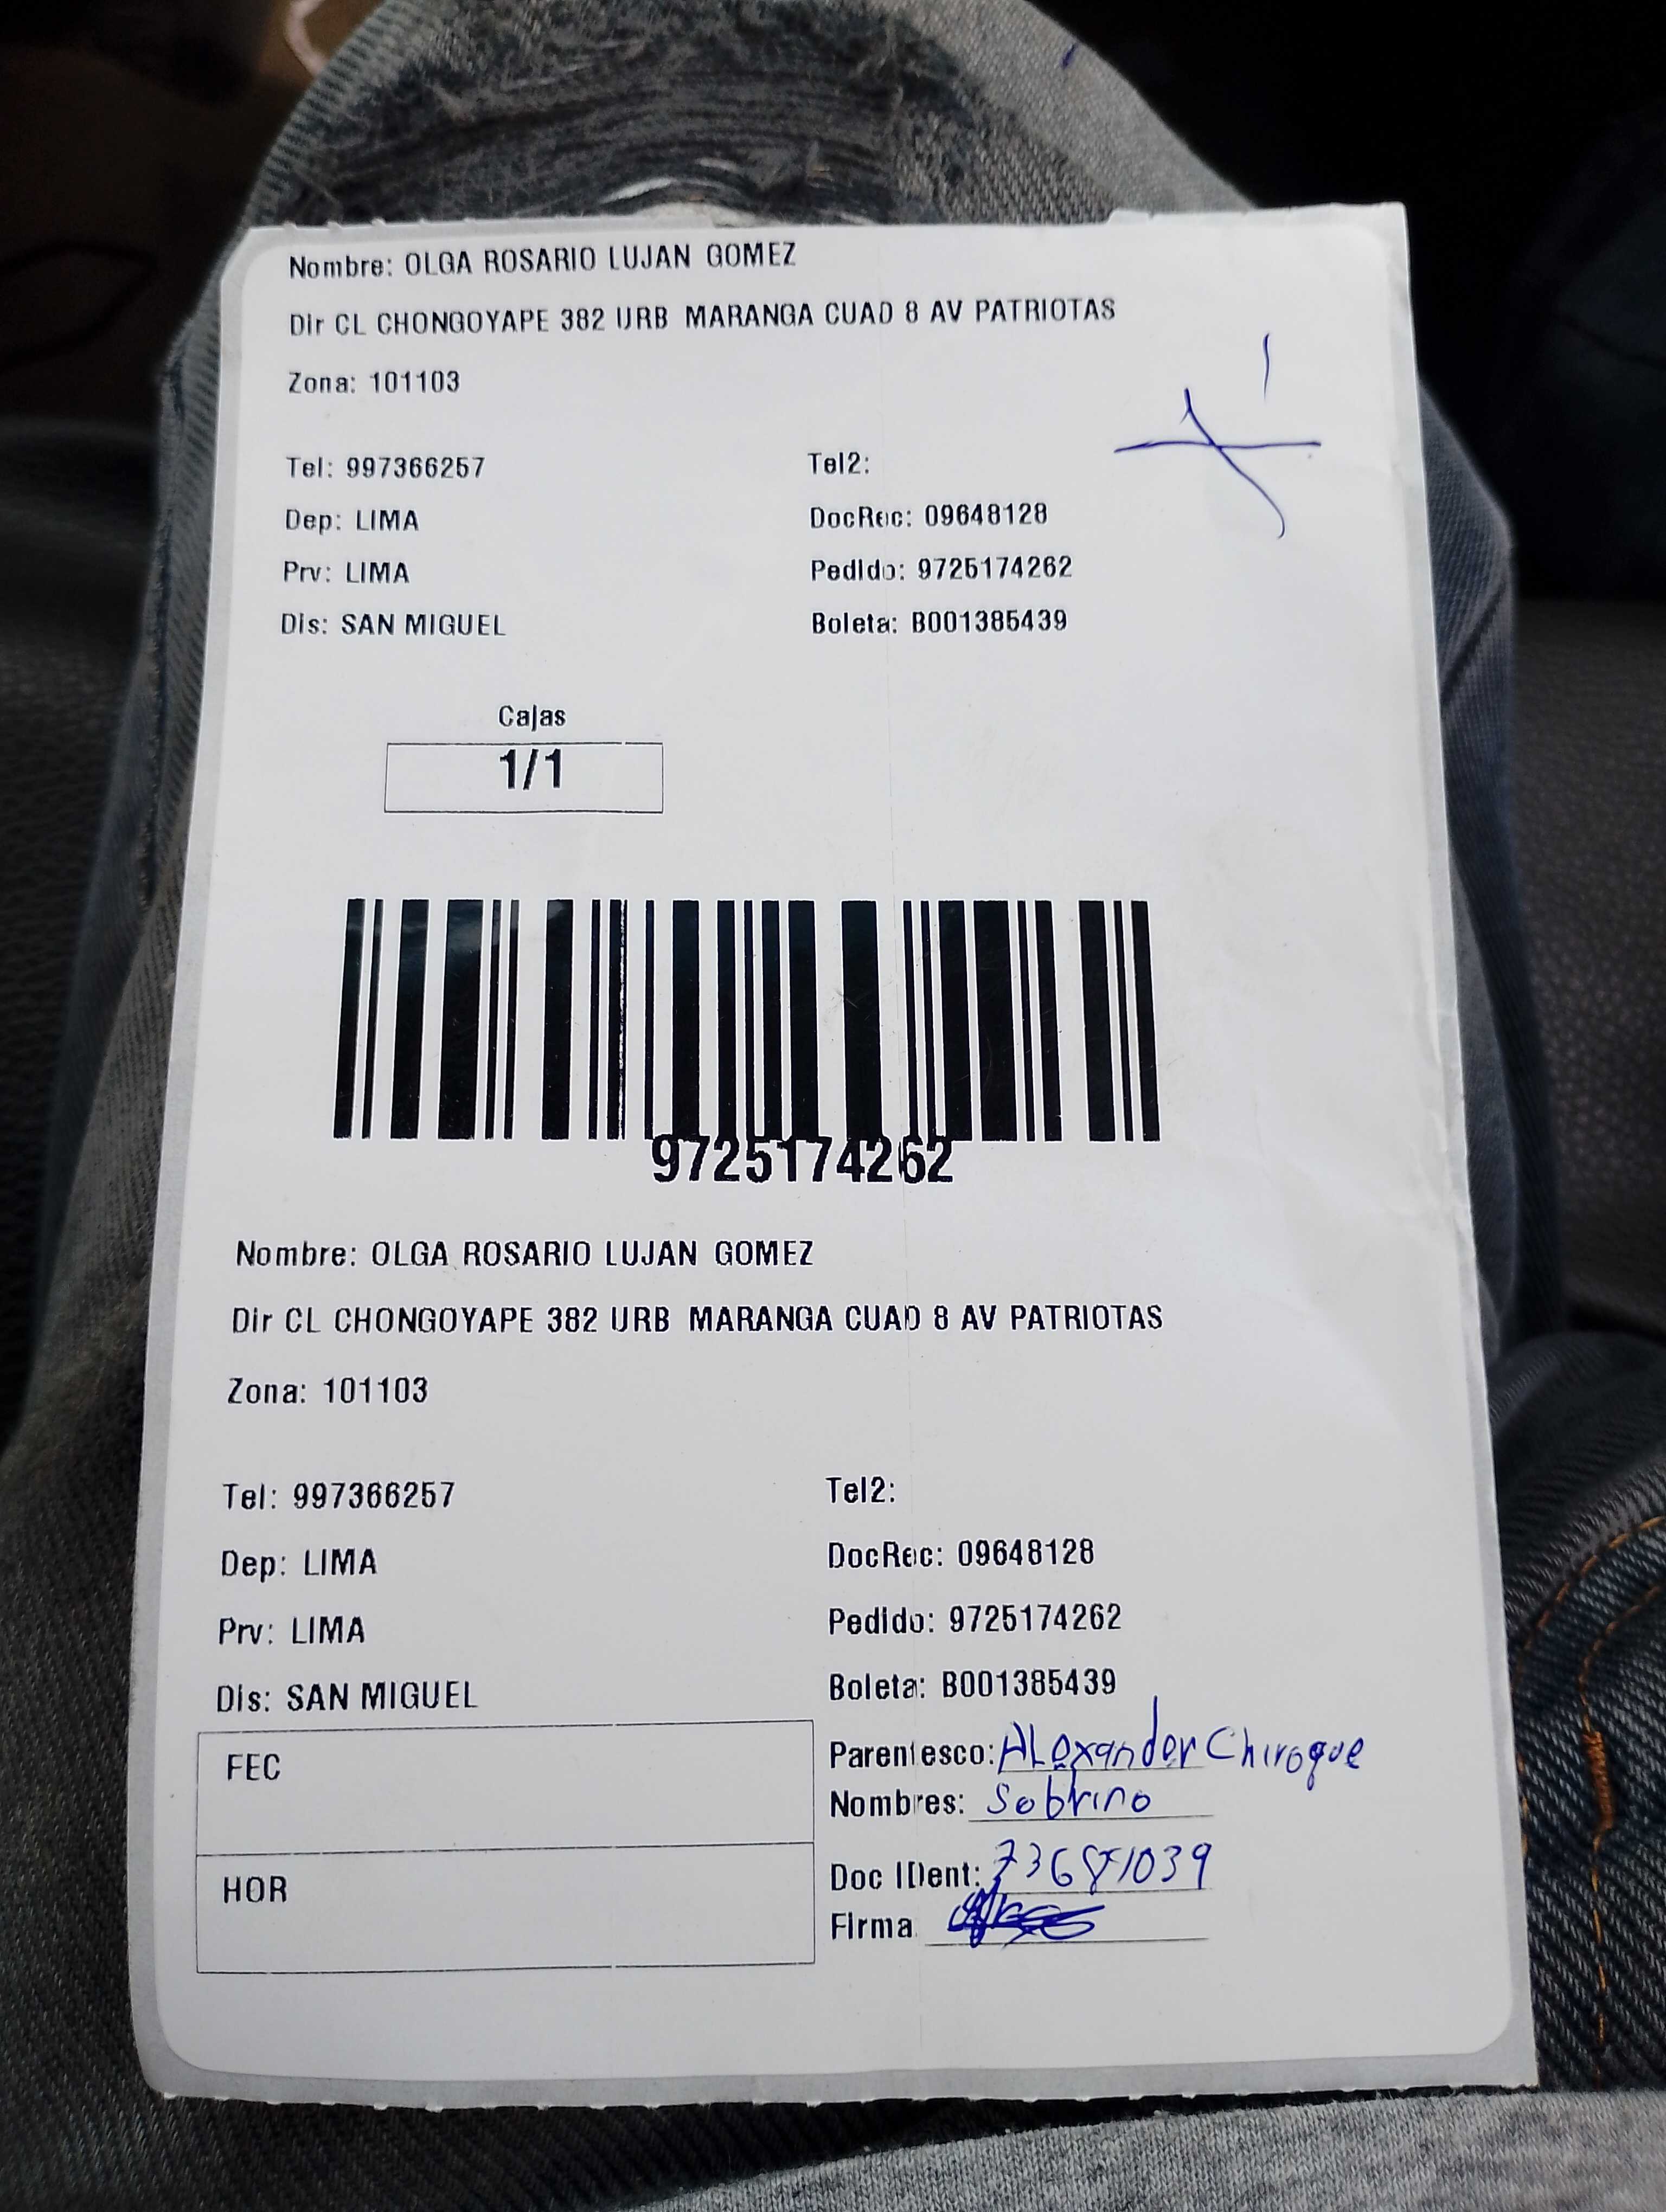 Nombre: OLGA ROSARIO LUJAN GOMEZ
Dir CL CHONGOYAPE 382 URB MARANGA CUAD 8 AV PATRIOTAS
Zona: 101103
Tel: 997366257 Tel2:
Dep: LIMA DocRec: 09648128
Prv: LIMA Pedido: 9725174262
Dis: SAN MIGUEL Boleta: B001385439
Cajas
1/1
9725174262
Nombre: OLGA ROSARIO LUJAN GOMEZ
Dir CL CHONGOYAPE 382 URB MARANGA CUAD 8 AV PATRIOTAS
Zona: 101103
Tel: 997366257 Tel2:
Dep: LIMA DocRec: 09648128
Prv: LIMA Pedido: 9725174262
Dis: SAN MIGUEL Boleta: B001385439
FEC
Parentesco: ALexander Chiroque
Nombres: Sobrino
HOR
Doc IDent:
Firma